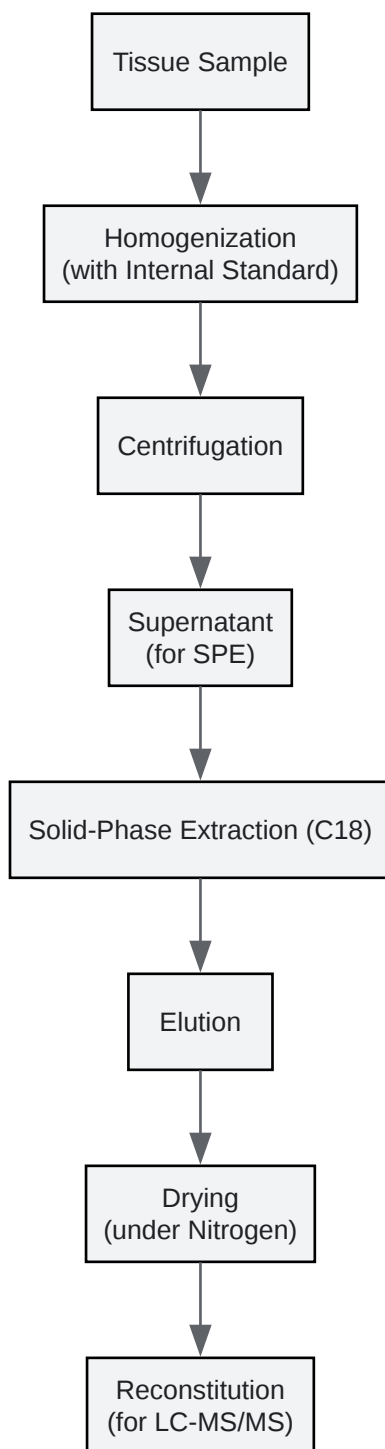 Tissue Sample
Homogenization
(with Internal Standard)
Centrifugation
Supernatant
(for SPE)
Solid-Phase Extraction (C18)
Elution
Drying
(under Nitrogen)
Reconstitution
(for LC-MS/MS)